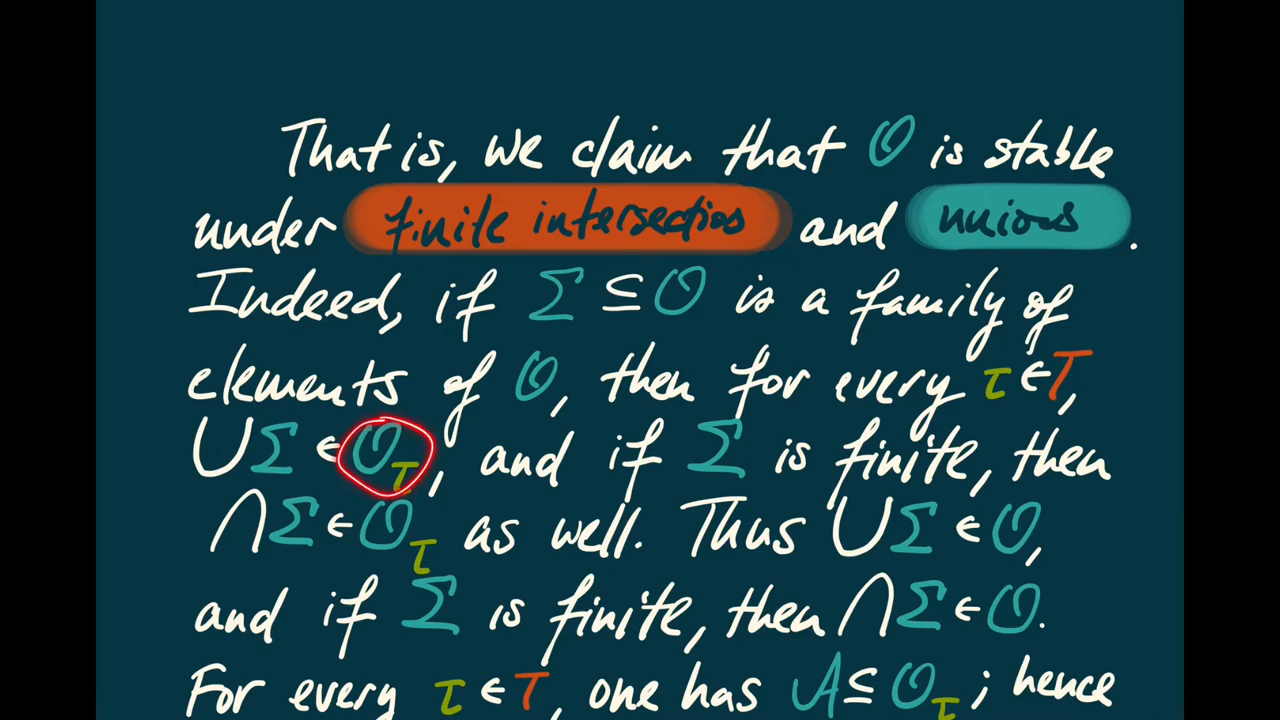 That is, we claim that 𝒪 is stable
under finite intersections and unions.
Indeed, if Σ ⊆ 𝒪 is a family of
elements of 𝒪, then for every τ ∈ T,
⋃Σ ∈ 𝒪_τ, and if Σ is finite, then
⋂Σ ∈ 𝒪_τ as well. Thus ⋃Σ ∈ 𝒪,
and if Σ is finite, then ⋂Σ ∈ 𝒪.
For every τ ∈ T, one has 𝒜 ⊆ 𝒪_τ; hence